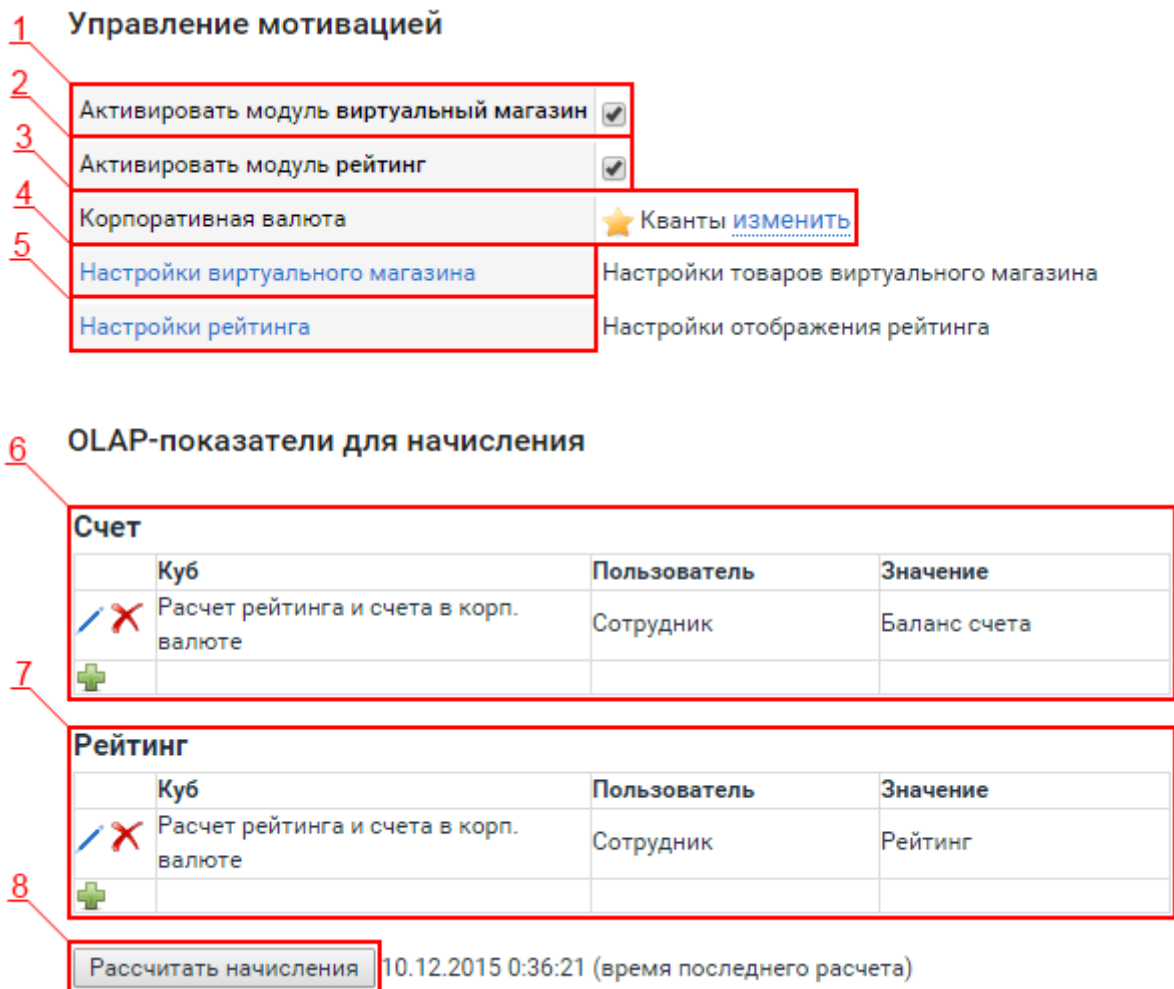 Управление мотивацией
1
2
Активировать модуль виртуальный магазин
3
Активировать модуль рейтинг
4
Корпоративная валюта Кванты изменить
5
Настройки виртуального магазина Настройки товаров виртуального магазина
Настройки рейтинга Настройки отображения рейтинга
6
OLAP-показатели для начисления
Счет
Куб Пользователь Значение
Расчет рейтинга и счета в корп.
валюте Сотрудник Баланс счета
7
Рейтинг
Куб Пользователь Значение
Расчет рейтинга и счета в корп.
валюте Сотрудник Рейтинг
8
Рассчитать начисления 10.12.2015 0:36:21 (время последнего расчета)